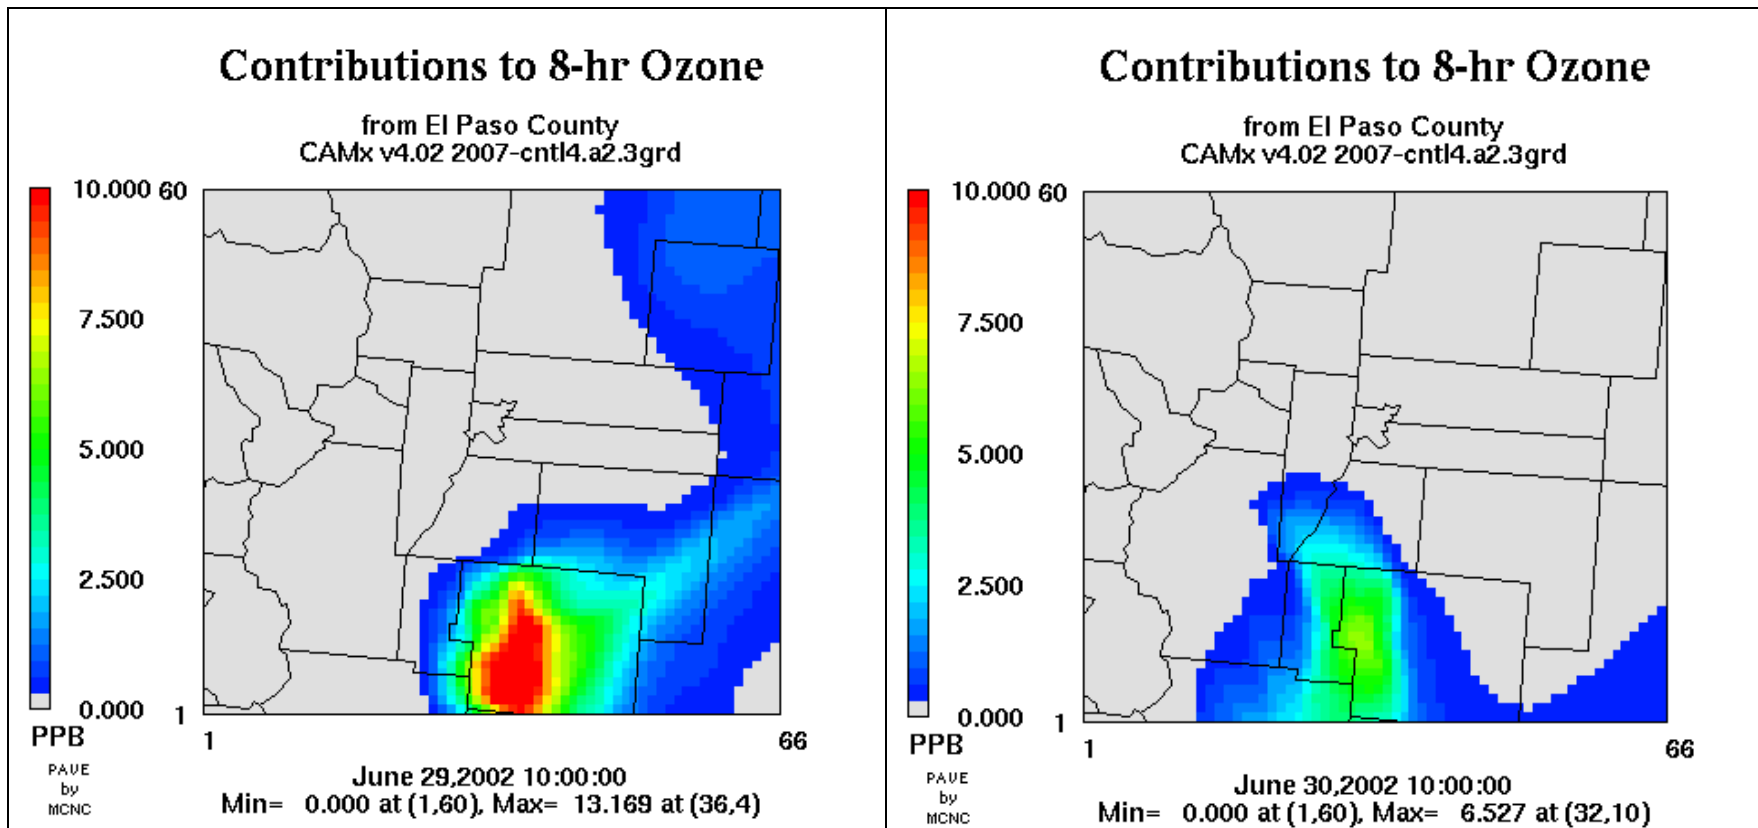 Contributions to 8-hr Ozone
from El Paso County
CAMx v4.02 2007-cntl4.a2.3grd
10.000
7.500
5.000
2.500
0.000
PPB
60
1
1
66
PAVE
by
MCNC
June 29,2002 10:00:00
Min= 0.000 at (1,60), Max= 13.169 at (36,4)
Contributions to 8-hr Ozone
from El Paso County
CAMx v4.02 2007-cntl4.a2.3grd
10.000
7.500
5.000
2.500
0.000
PPB
60
1
1
66
PAVE
by
MCNC
June 30,2002 10:00:00
Min= 0.000 at (1,60), Max= 6.527 at (32,10)